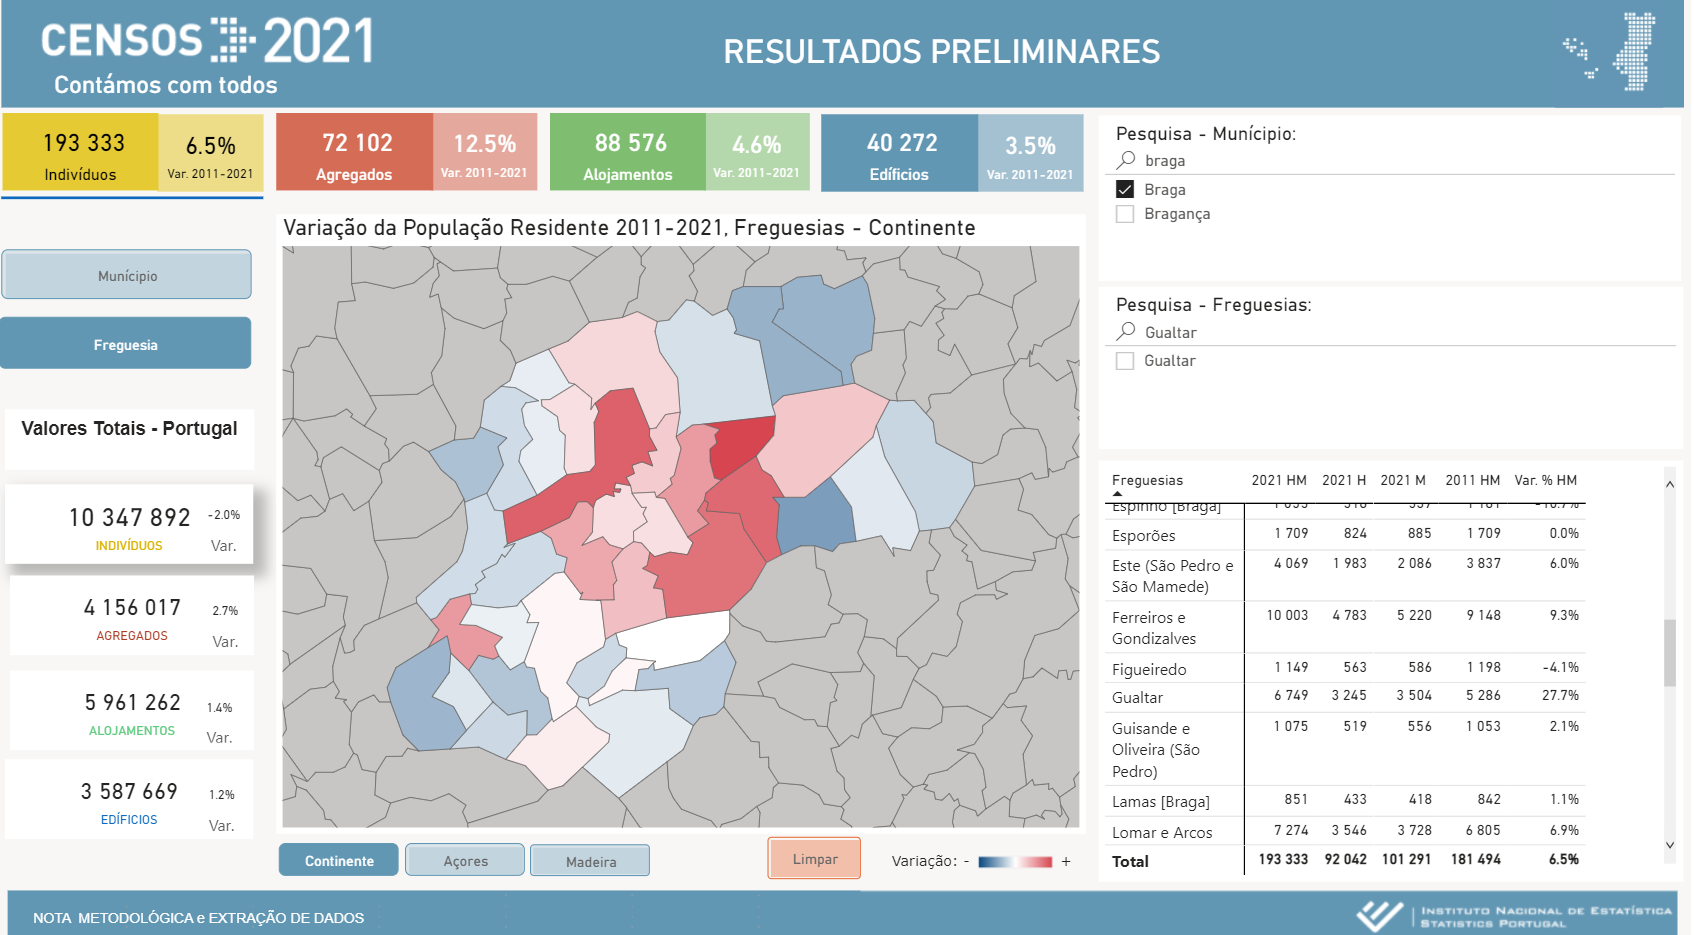 CENSOS 2021
Contámos com todos
RESULTADOS PRELIMINARES
193 333
Indivíduos
6.5%
Var. 2011-2021
72 102
Agregados
12.5%
Var. 2011-2021
88 576
Alojamentos
4.6%
Var. 2011-2021
40 272
Edifícios
3.5%
Var. 2011-2021
Pesquisa - Munícipio:
braga
Braga
Bragança
Munícipio
Freguesia
Valores Totais - Portugal
10 347 892
-2.0%
INDIVÍDUOS
Var.
4 156 017
2.7%
AGREGADOS
Var.
5 961 262
1.4%
ALOJAMENTOS
Var.
3 587 669
1.2%
EDÍFICIOS
Var.
Variação da População Residente 2011-2021, Freguesias - Continente
Continente
Açores
Madeira
Limpar
Variação: - +
Pesquisa - Freguesias:
Gualtar
Gualtar
Freguesias 2021 HM 2021 H 2021 M 2011 HM Var. % HM
Espinho [Braga]
Esporões 1 709 824 885 1 709 0.0%
Este (São Pedro e 4 069 1 983 2 086 3 837 6.0%
São Mamede)
Ferreiros e 10 003 4 783 5 220 9 148 9.3%
Gondizalves
Figueiredo 1 149 563 586 1 198 -4.1%
Gualtar 6 749 3 245 3 504 5 286 27.7%
Guisande e 1 075 519 556 1 053 2.1%
Oliveira (São
Pedro)
Lamas [Braga] 851 433 418 842 1.1%
Lomar e Arcos 7 274 3 546 3 728 6 805 6.9%
Total 193 333 92 042 101 291 181 494 6.5%
NOTA METODOLÓGICA e EXTRAÇÃO DE DADOS
INSTITUTO NACIONAL DE ESTATÍSTICA
STATISTICS PORTUGAL